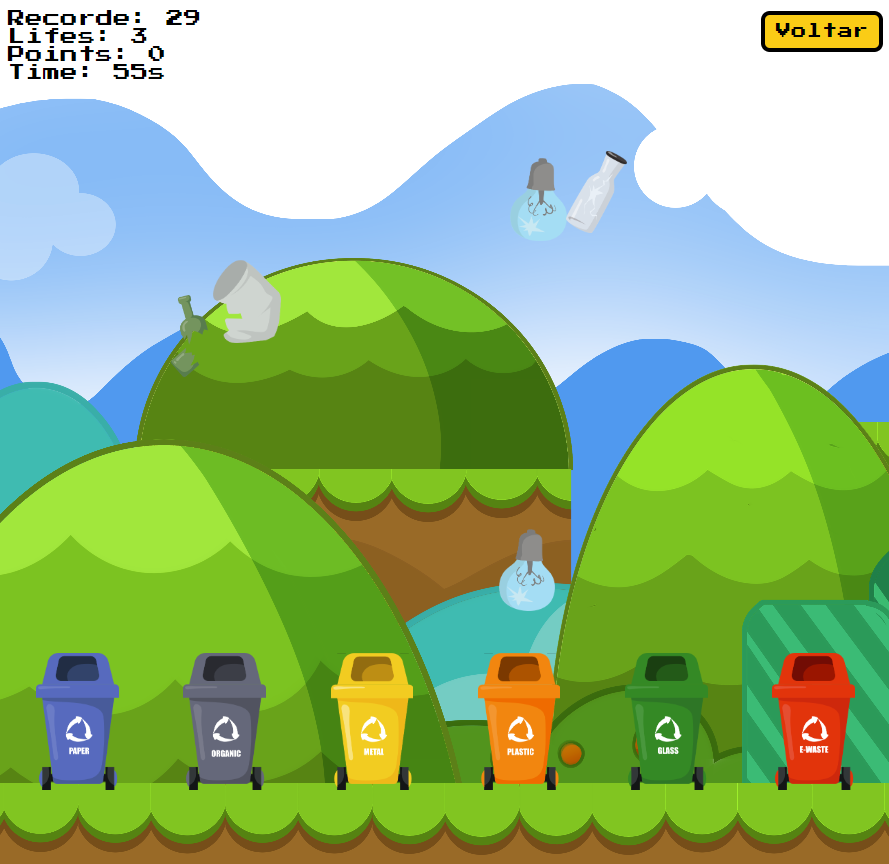 Recorde: 29
Lifes: 3
Points: 0
Time: 55s
Voltar
PAPER
ORGANIC
METAL
PLASTIC
GLASS
E-WASTE